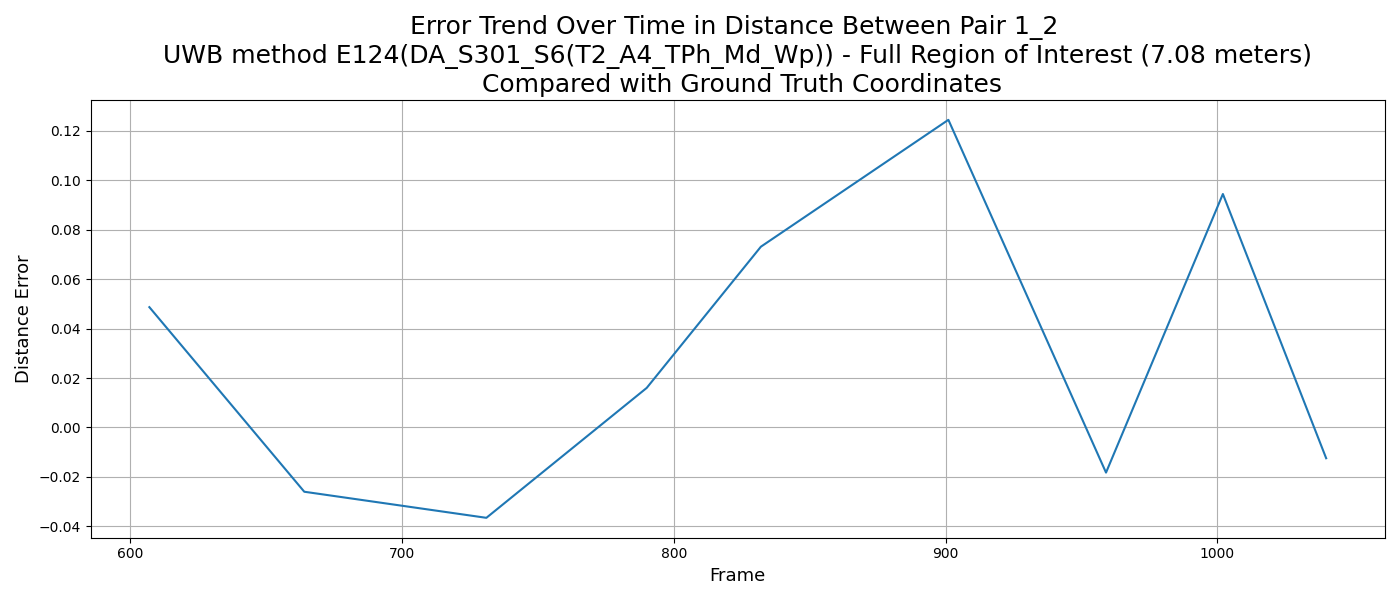 Error Trend Over Time in Distance Between Pair 1_2
UWB method E124(DA_S301_S6(T2_A4_TPh_Md_Wp)) - Full Region of Interest (7.08 meters)
Compared with Ground Truth Coordinates
Distance Error
0.12
0.10
0.08
0.06
0.04
0.02
0.00
−0.02
−0.04
600 700 800 900 1000
Frame